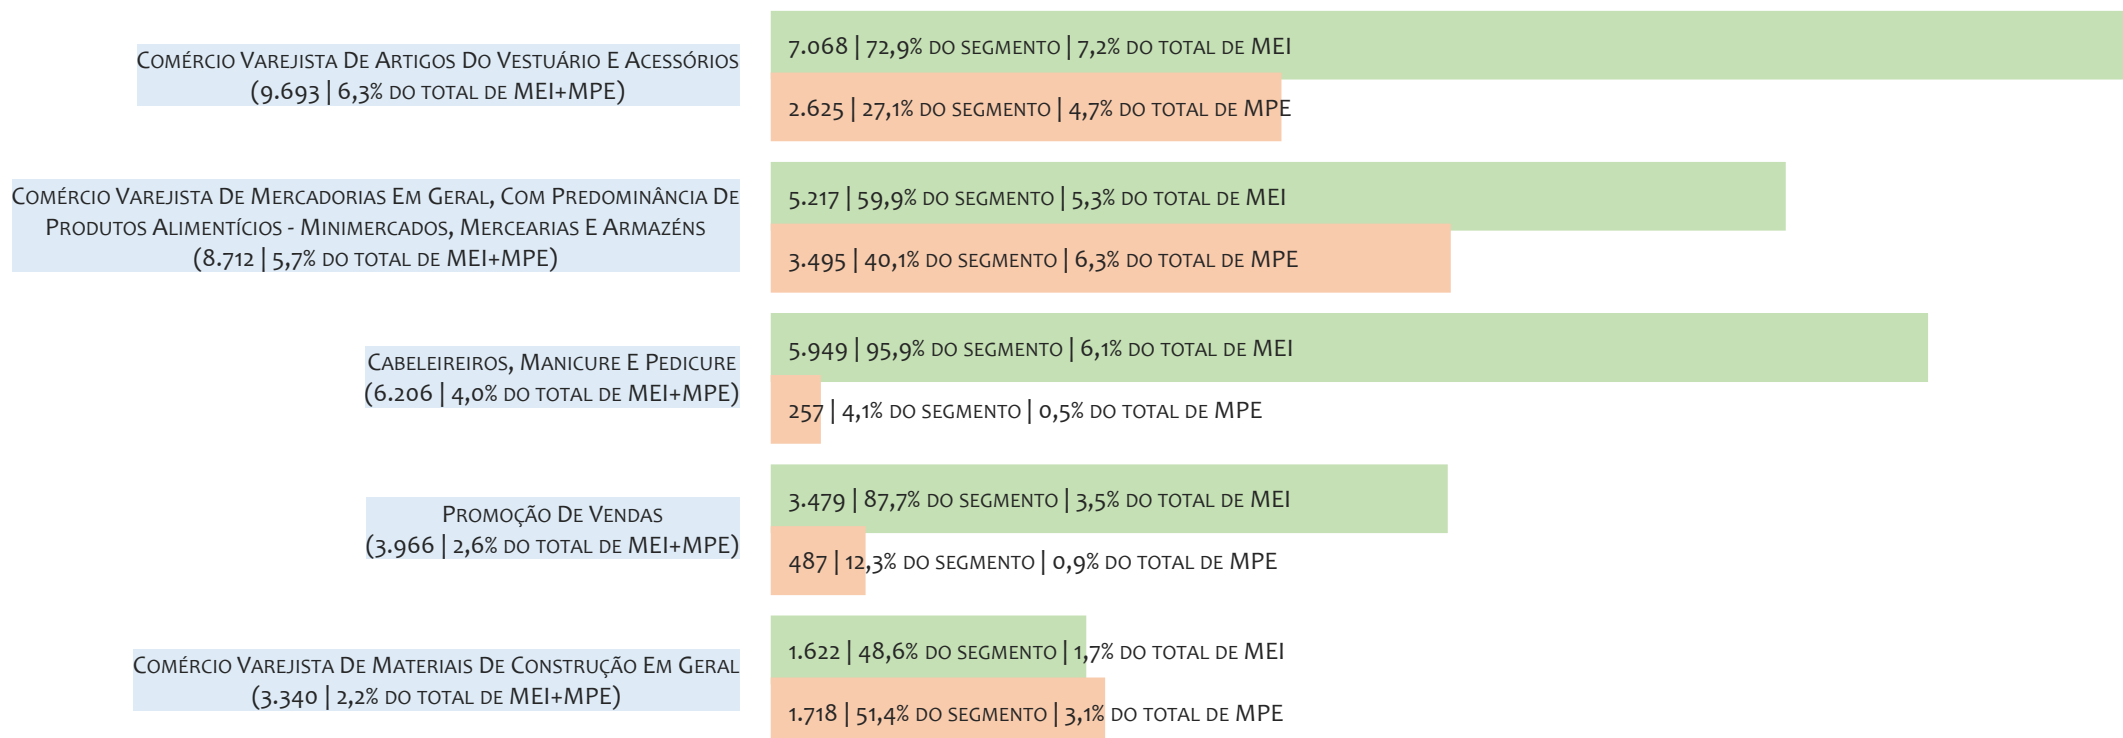 Comércio Varejista De Artigos Do Vestuário E Acessórios
(9.693 | 6,3% do total de MEI+MPE)
7.068 | 72,9% do segmento | 7,2% do total de MEI
2.625 | 27,1% do segmento | 4,7% do total de MPE
Comércio Varejista De Mercadorias Em Geral, Com Predominância De
Produtos Alimentícios - Minimercados, Mercearias E Armazéns
(8.712 | 5,7% do total de MEI+MPE)
5.217 | 59,9% do segmento | 5,3% do total de MEI
3.495 | 40,1% do segmento | 6,3% do total de MPE
Cabeleireiros, Manicure E Pedicure
(6.206 | 4,0% do total de MEI+MPE)
5.949 | 95,9% do segmento | 6,1% do total de MEI
257 | 4,1% do segmento | 0,5% do total de MPE
Promoção De Vendas
(3.966 | 2,6% do total de MEI+MPE)
3.479 | 87,7% do segmento | 3,5% do total de MEI
487 | 12,3% do segmento | 0,9% do total de MPE
Comércio Varejista De Materiais De Construção Em Geral
(3.340 | 2,2% do total de MEI+MPE)
1.622 | 48,6% do segmento | 1,7% do total de MEI
1.718 | 51,4% do segmento | 3,1% do total de MPE